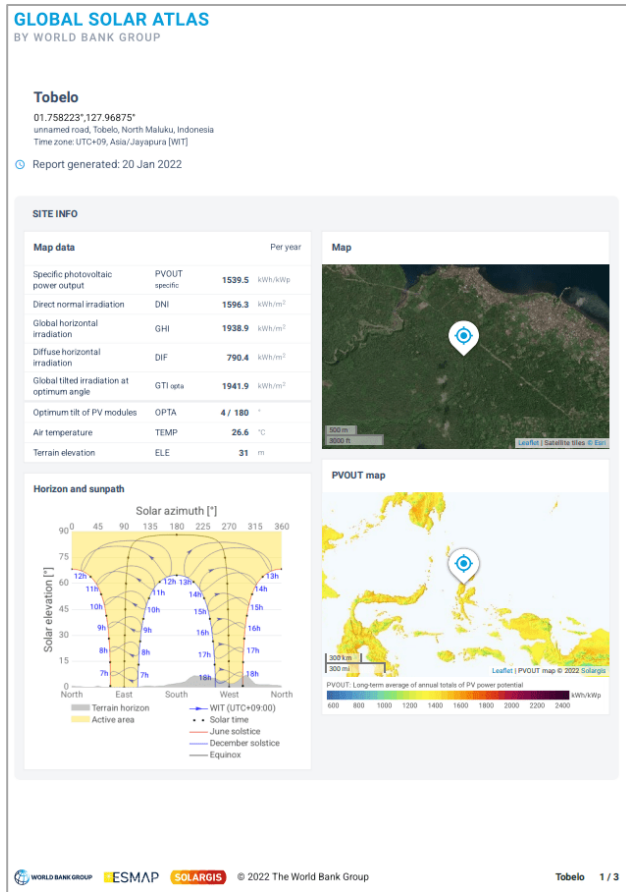 GLOBAL SOLAR ATLAS
BY WORLD BANK GROUP
Tobelo
01.758223°,127.96875°
unnamed road, Tobelo, North Maluku, Indonesia
Time zone: UTC+09, Asia/Jayapura [WIT]
Report generated: 20 Jan 2022
SITE INFO
Map data Per year
Specific photovoltaic power output PVOUT specific 1539.5 kWh/kWp
Direct normal irradiation DNI 1596.3 kWh/m²
Global horizontal irradiation GHI 1938.9 kWh/m²
Diffuse horizontal irradiation DIF 790.4 kWh/m²
Global tilted irradiation at optimum angle GTI opta 1941.9 kWh/m²
Optimum tilt of PV modules OPTA 4 / 180 °
Air temperature TEMP 26.6 °C
Terrain elevation ELE 31 m
Map
500 m
3000 ft
Leaflet | Satellite tiles © Esri
Horizon and sunpath
Solar azimuth [°]
0 45 90 135 180 225 270 315 360
Solar elevation [°]
90
75
60
45
30
15
0
12h 12h 13h 13h
11h 11h 14h 14h
10h 10h 15h 15h
9h 9h 16h 16h
8h 8h 17h 17h
7h 7h 18h 18h
North East South West North
Terrain horizon
Active area
WIT (UTC+09:00)
Solar time
June solstice
December solstice
Equinox
PVOUT map
300 km
300 mi
Leaflet | PVOUT map © 2022 Solargis
PVOUT: Long-term average of annual totals of PV power potential
kWh/kWp
600 800 1000 1200 1400 1600 1800 2000 2200 2400
WORLD BANK GROUP ESMAP SOLARGIS © 2022 The World Bank Group Tobelo 1 / 3